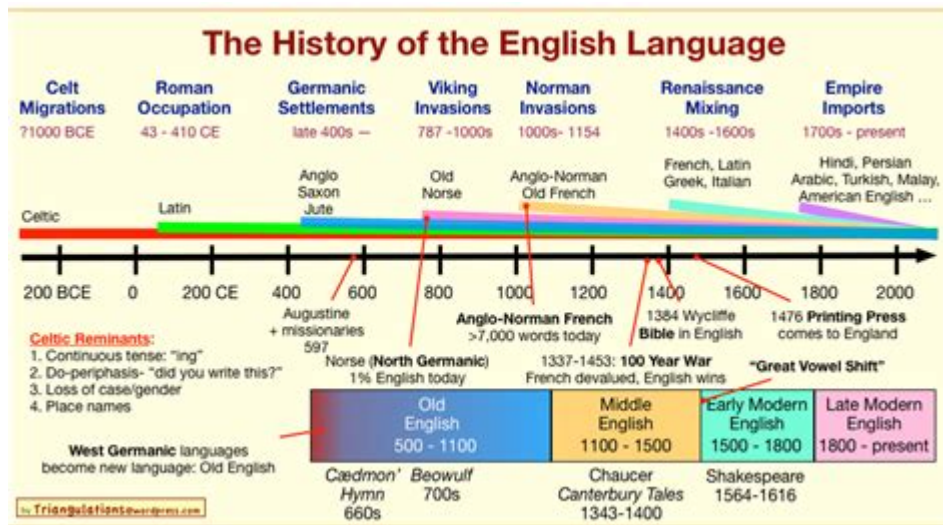 The History of the English Language
Celt
Migrations
?1000 BCE
Roman
Occupation
43 - 410 CE
Germanic
Settlements
late 400s —
Viking
Invasions
787 -1000s
Norman
Invasions
1000s- 1154
Renaissance
Mixing
1400s -1600s
Empire
Imports
1700s - present
Celtic
Latin
Anglo
Saxon
Jute
Old
Norse
Anglo-Norman
Old French
French, Latin
Greek, Italian
Hindi, Persian
Arabic, Turkish, Malay,
American English ...
200 BCE 0 200 CE 400 600 800 1000 1200 1400 1600 1800 2000
Augustine
+ missionaries
597
Anglo-Norman French
>7,000 words today
1384 Wycliffe
Bible in English
1476 Printing Press
comes to England
Celtic Reminants:
1. Continuous tense: "ing"
2. Do-periphasis- "did you write this?"
3. Loss of case/gender
4. Place names
Norse (North Germanic)
1% English today
1337-1453: 100 Year War
French devalued, English wins
"Great Vowel Shift"
West Germanic languages
become new language: Old English
Old
English
500 - 1100
Middle
English
1100 - 1500
Early Modern
English
1500 - 1800
Late Modern
English
1800 - present
Cædmon'
Hymn
660s
Beowulf
700s
Chaucer
Canterbury Tales
1343-1400
Shakespeare
1564-1616
by Triangulations@wordpress.com